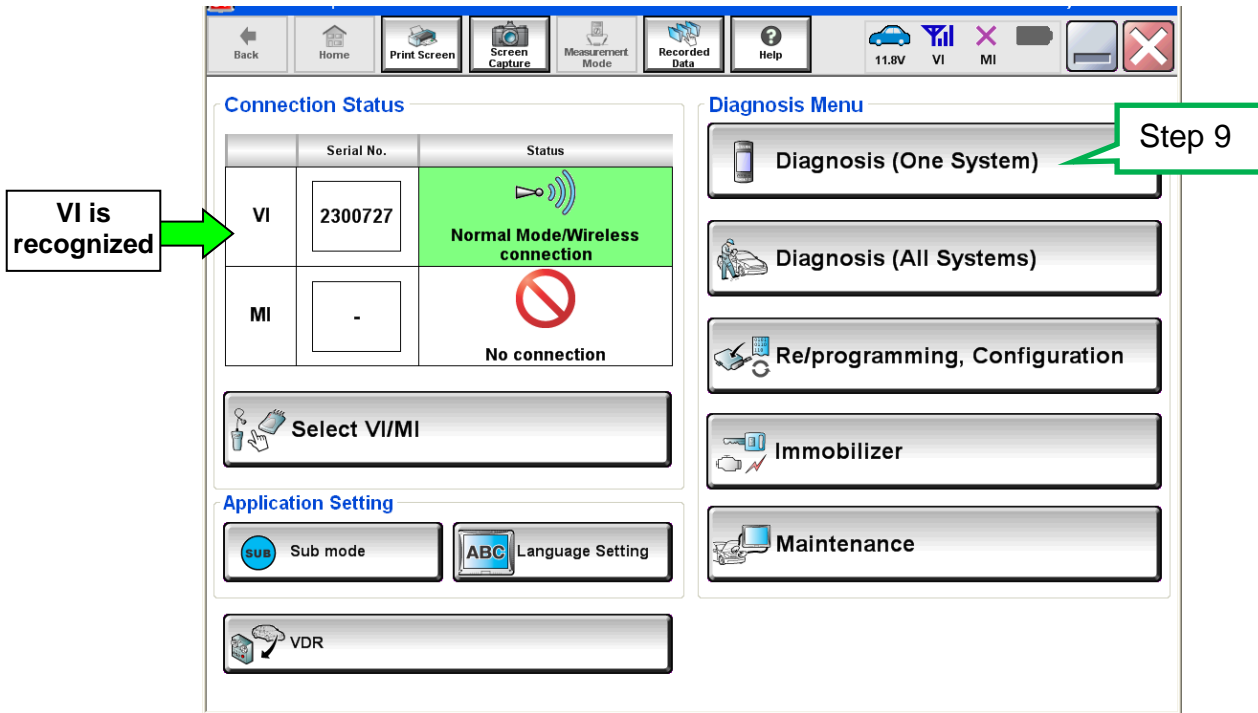 Back
Home
Print Screen
Screen
Capture
Measurement
Mode
Recorded
Data
Help
11.8V
VI
MI
Connection Status
Serial No.
Status
VI
2300727
Normal Mode/Wireless
connection
MI
-
No connection
VI is
recognized
Select VI/MI
Application Setting
SUB
Sub mode
ABC
Language Setting
VDR
Diagnosis Menu
Diagnosis (One System)
Step 9
Diagnosis (All Systems)
Re/programming, Configuration
Immobilizer
Maintenance